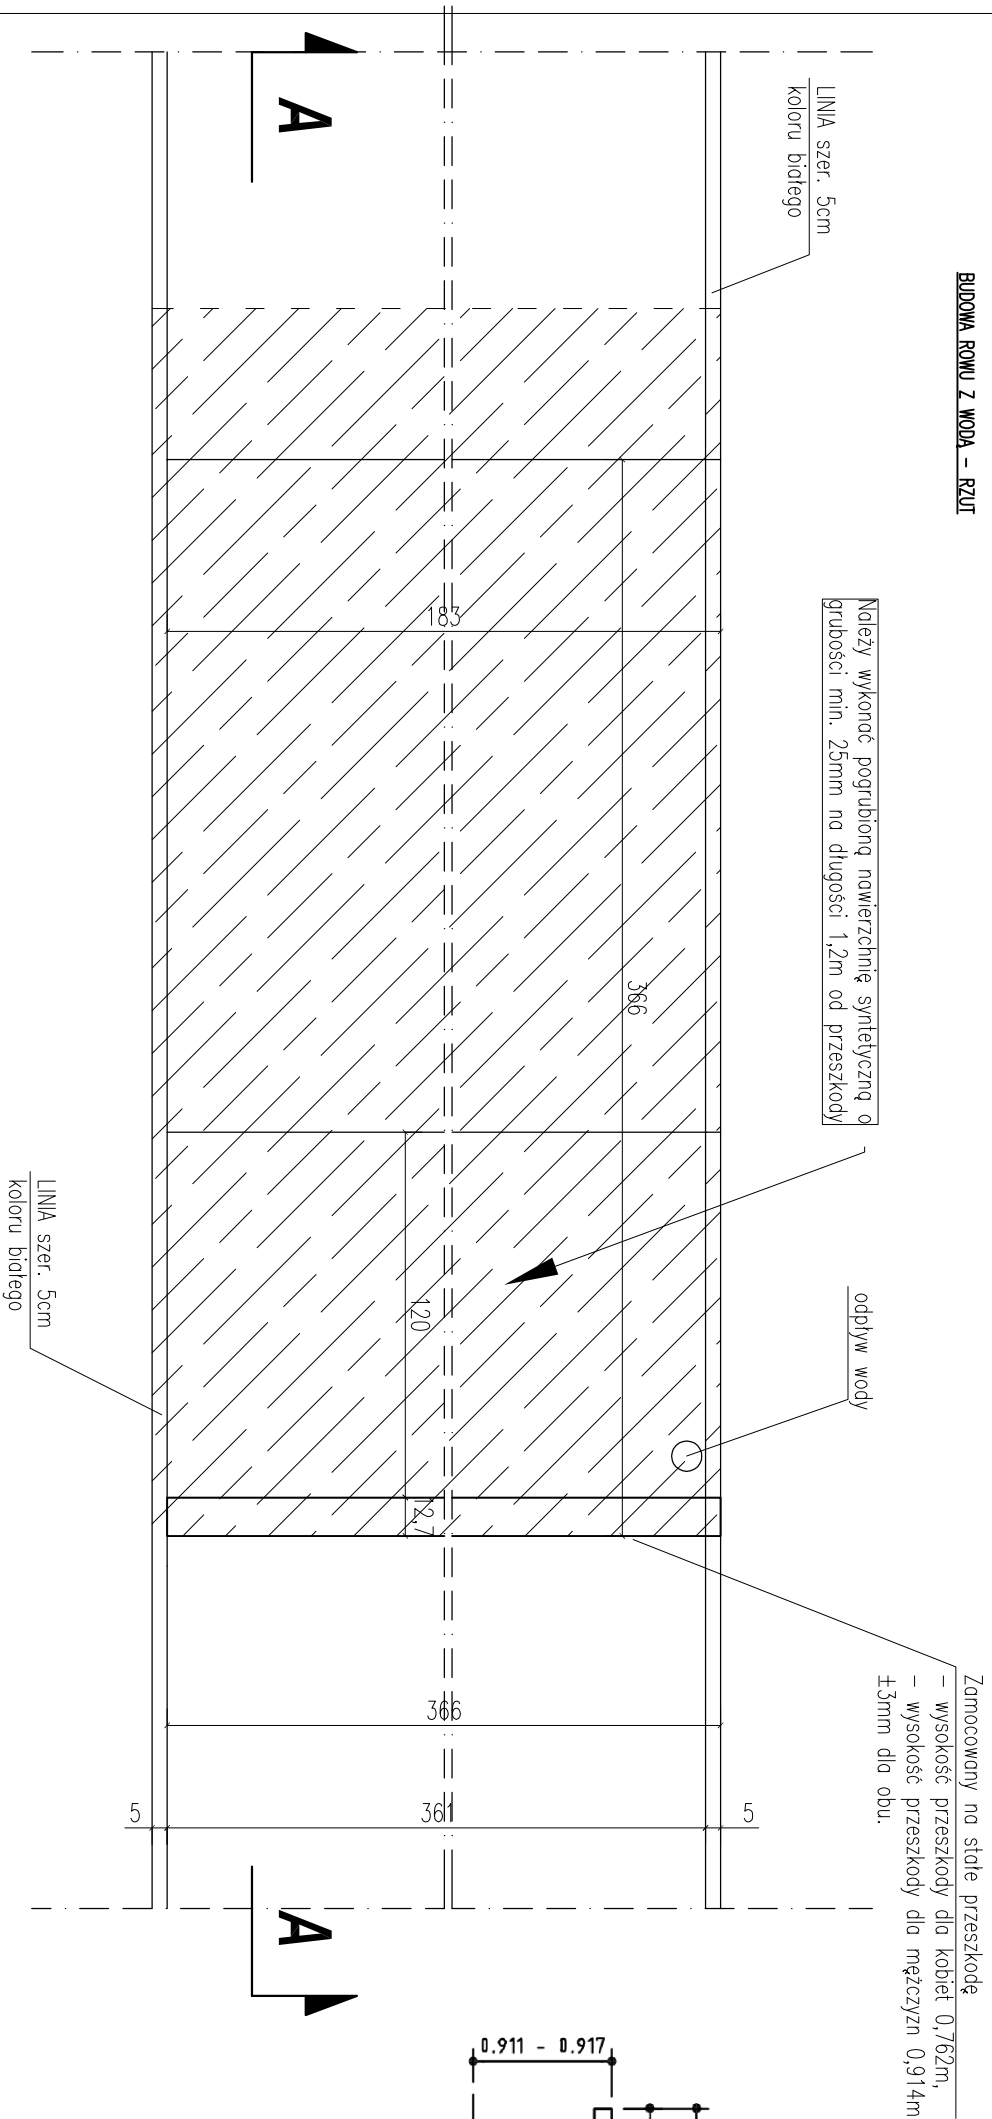 BUDOWA ROWU Z WODĄ – RZUT
LINIA szer. 5cm
koloru białego
A
Należy wykonać pogrubioną nawierzchnię syntetyczną o
grubości min. 25mm na długości 1,2m od przeszkody
183
366
odpływ wody
120
12,7
LINIA szer. 5cm
koloru białego
Zamocowany na stałe przeszkodę
– wysokość przeszkody dla kobiet 0,762m,
– wysokość przeszkody dla mężczyzn 0,914m
±3mm dla obu.
366
5
361
5
A
0.911 - 0.917